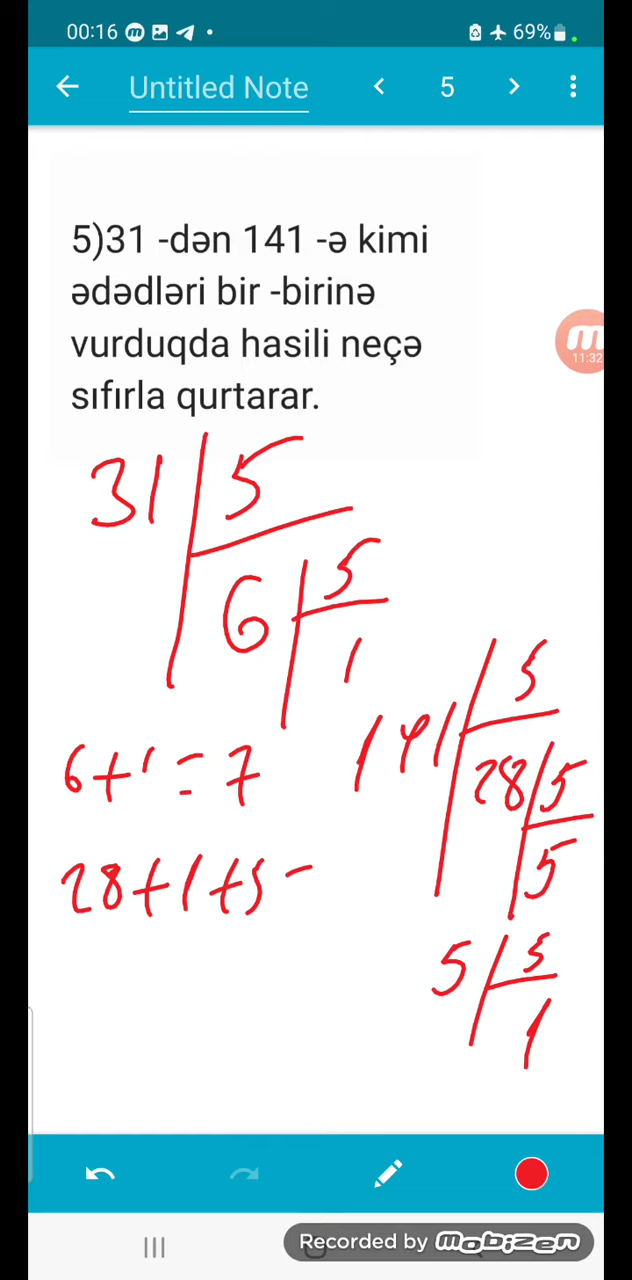 00:16 69%
Untitled Note 5
5)31 -dən 141 -ə kimi
ədədləri bir -birinə
vurduqda hasili neçə
sıfırla qurtarar.
11:32
31 5
6 5
1
141 5
28 5
5
6+1=7
28+1+5=
5 5
1
Recorded by mobizen